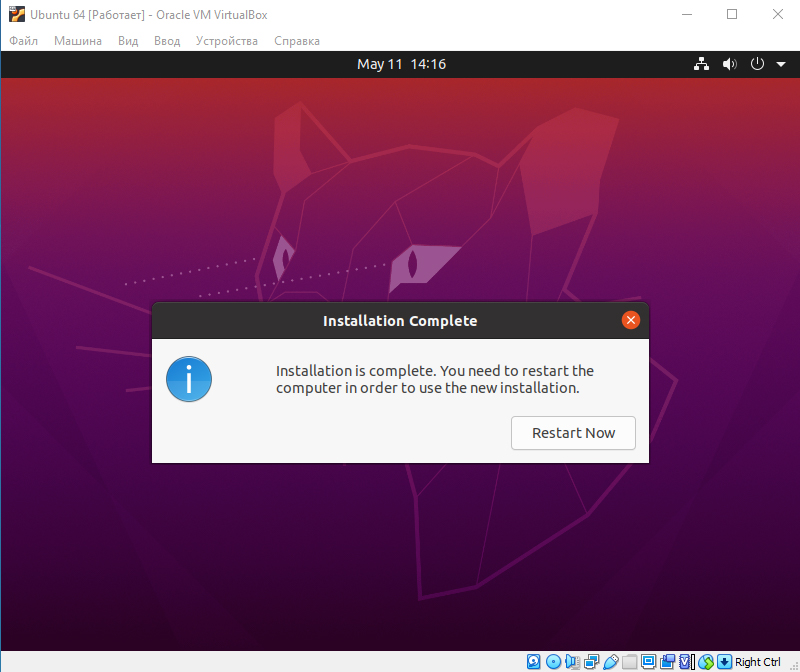 Ubuntu 64 [Работает] - Oracle VM VirtualBox
Файл Машина Вид Ввод Устройства Справка
May 11 14:16
Installation Complete
Installation is complete. You need to restart the
computer in order to use the new installation.
Restart Now
Right Ctrl